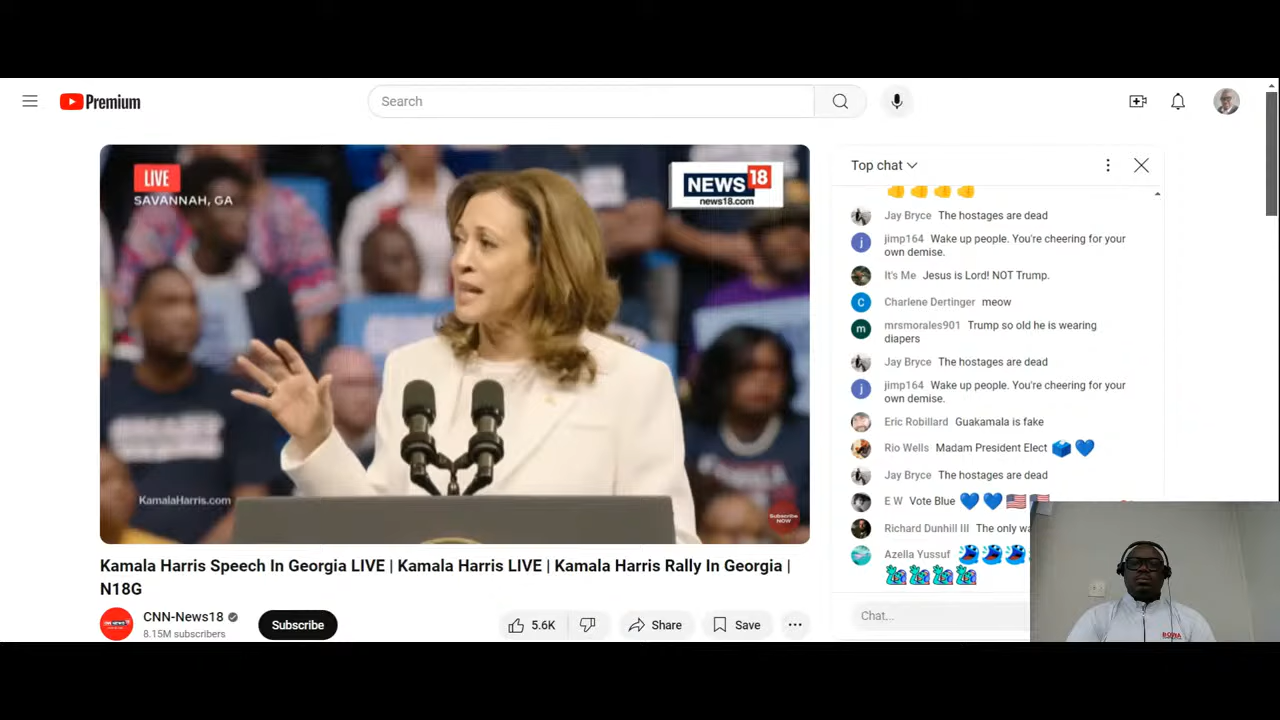 Premium
Search
LIVE
SAVANNAH, GA
NEWS 18
news18.com
KamalaHarris.com
Subscribe
NOW
Kamala Harris Speech In Georgia LIVE | Kamala Harris LIVE | Kamala Harris Rally In Georgia |
N18G
CNN-News18
8.15M subscribers
Subscribe
5.6K
Share
Save
Top chat
Jay Bryce The hostages are dead
jimp164 Wake up people. You're cheering for your
own demise.
It's Me Jesus is Lord! NOT Trump.
C Charlene Dertinger meow
m mrsmorales901 Trump so old he is wearing
diapers
Jay Bryce The hostages are dead
j jimp164 Wake up people. You're cheering for your
own demise.
Eric Robillard Guakamala is fake
Rio Wells Madam President Elect
Jay Bryce The hostages are dead
E W Vote Blue
Richard Dunhill III The only
Azella Yussuf
Chat...